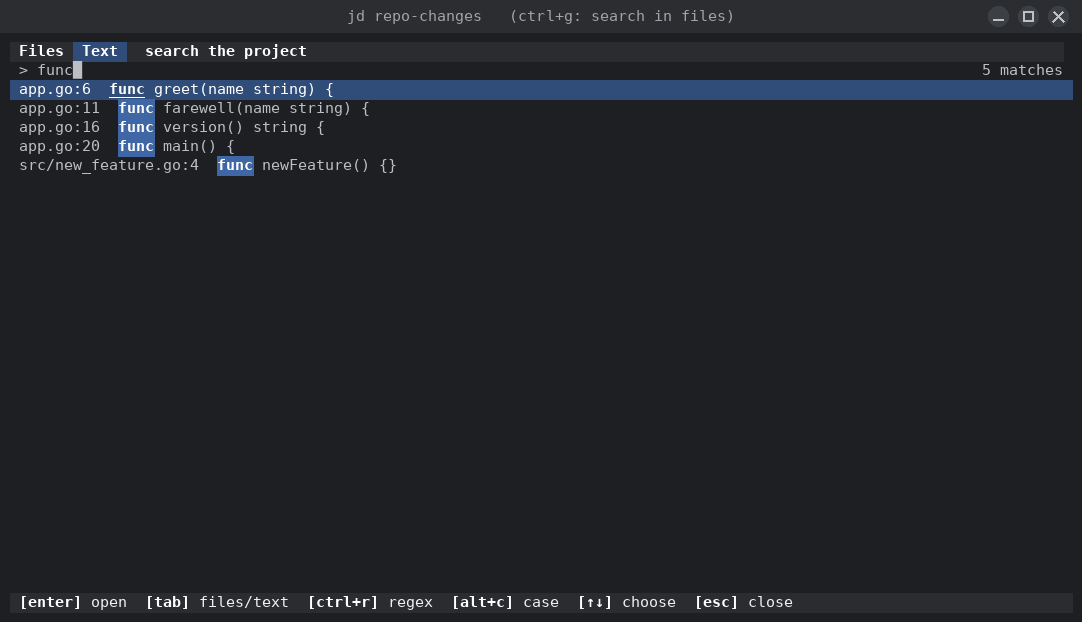 jd repo-changes   (ctrl+g: search in files)
Files  Text   search the project
> func 5 matches
app.go:6  func greet(name string) {
app.go:11  func farewell(name string) {
app.go:16  func version() string {
app.go:20  func main() {
src/new_feature.go:4  func newFeature() {}
[enter] open  [tab] files/text  [ctrl+r] regex  [alt+c] case  [↑↓] choose  [esc] close